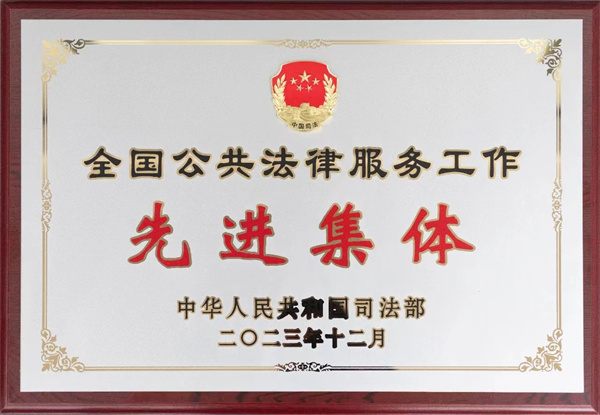 中国司法
全国公共法律服务工作
先进集体
中华人民共和国司法部
二〇二三年十二月